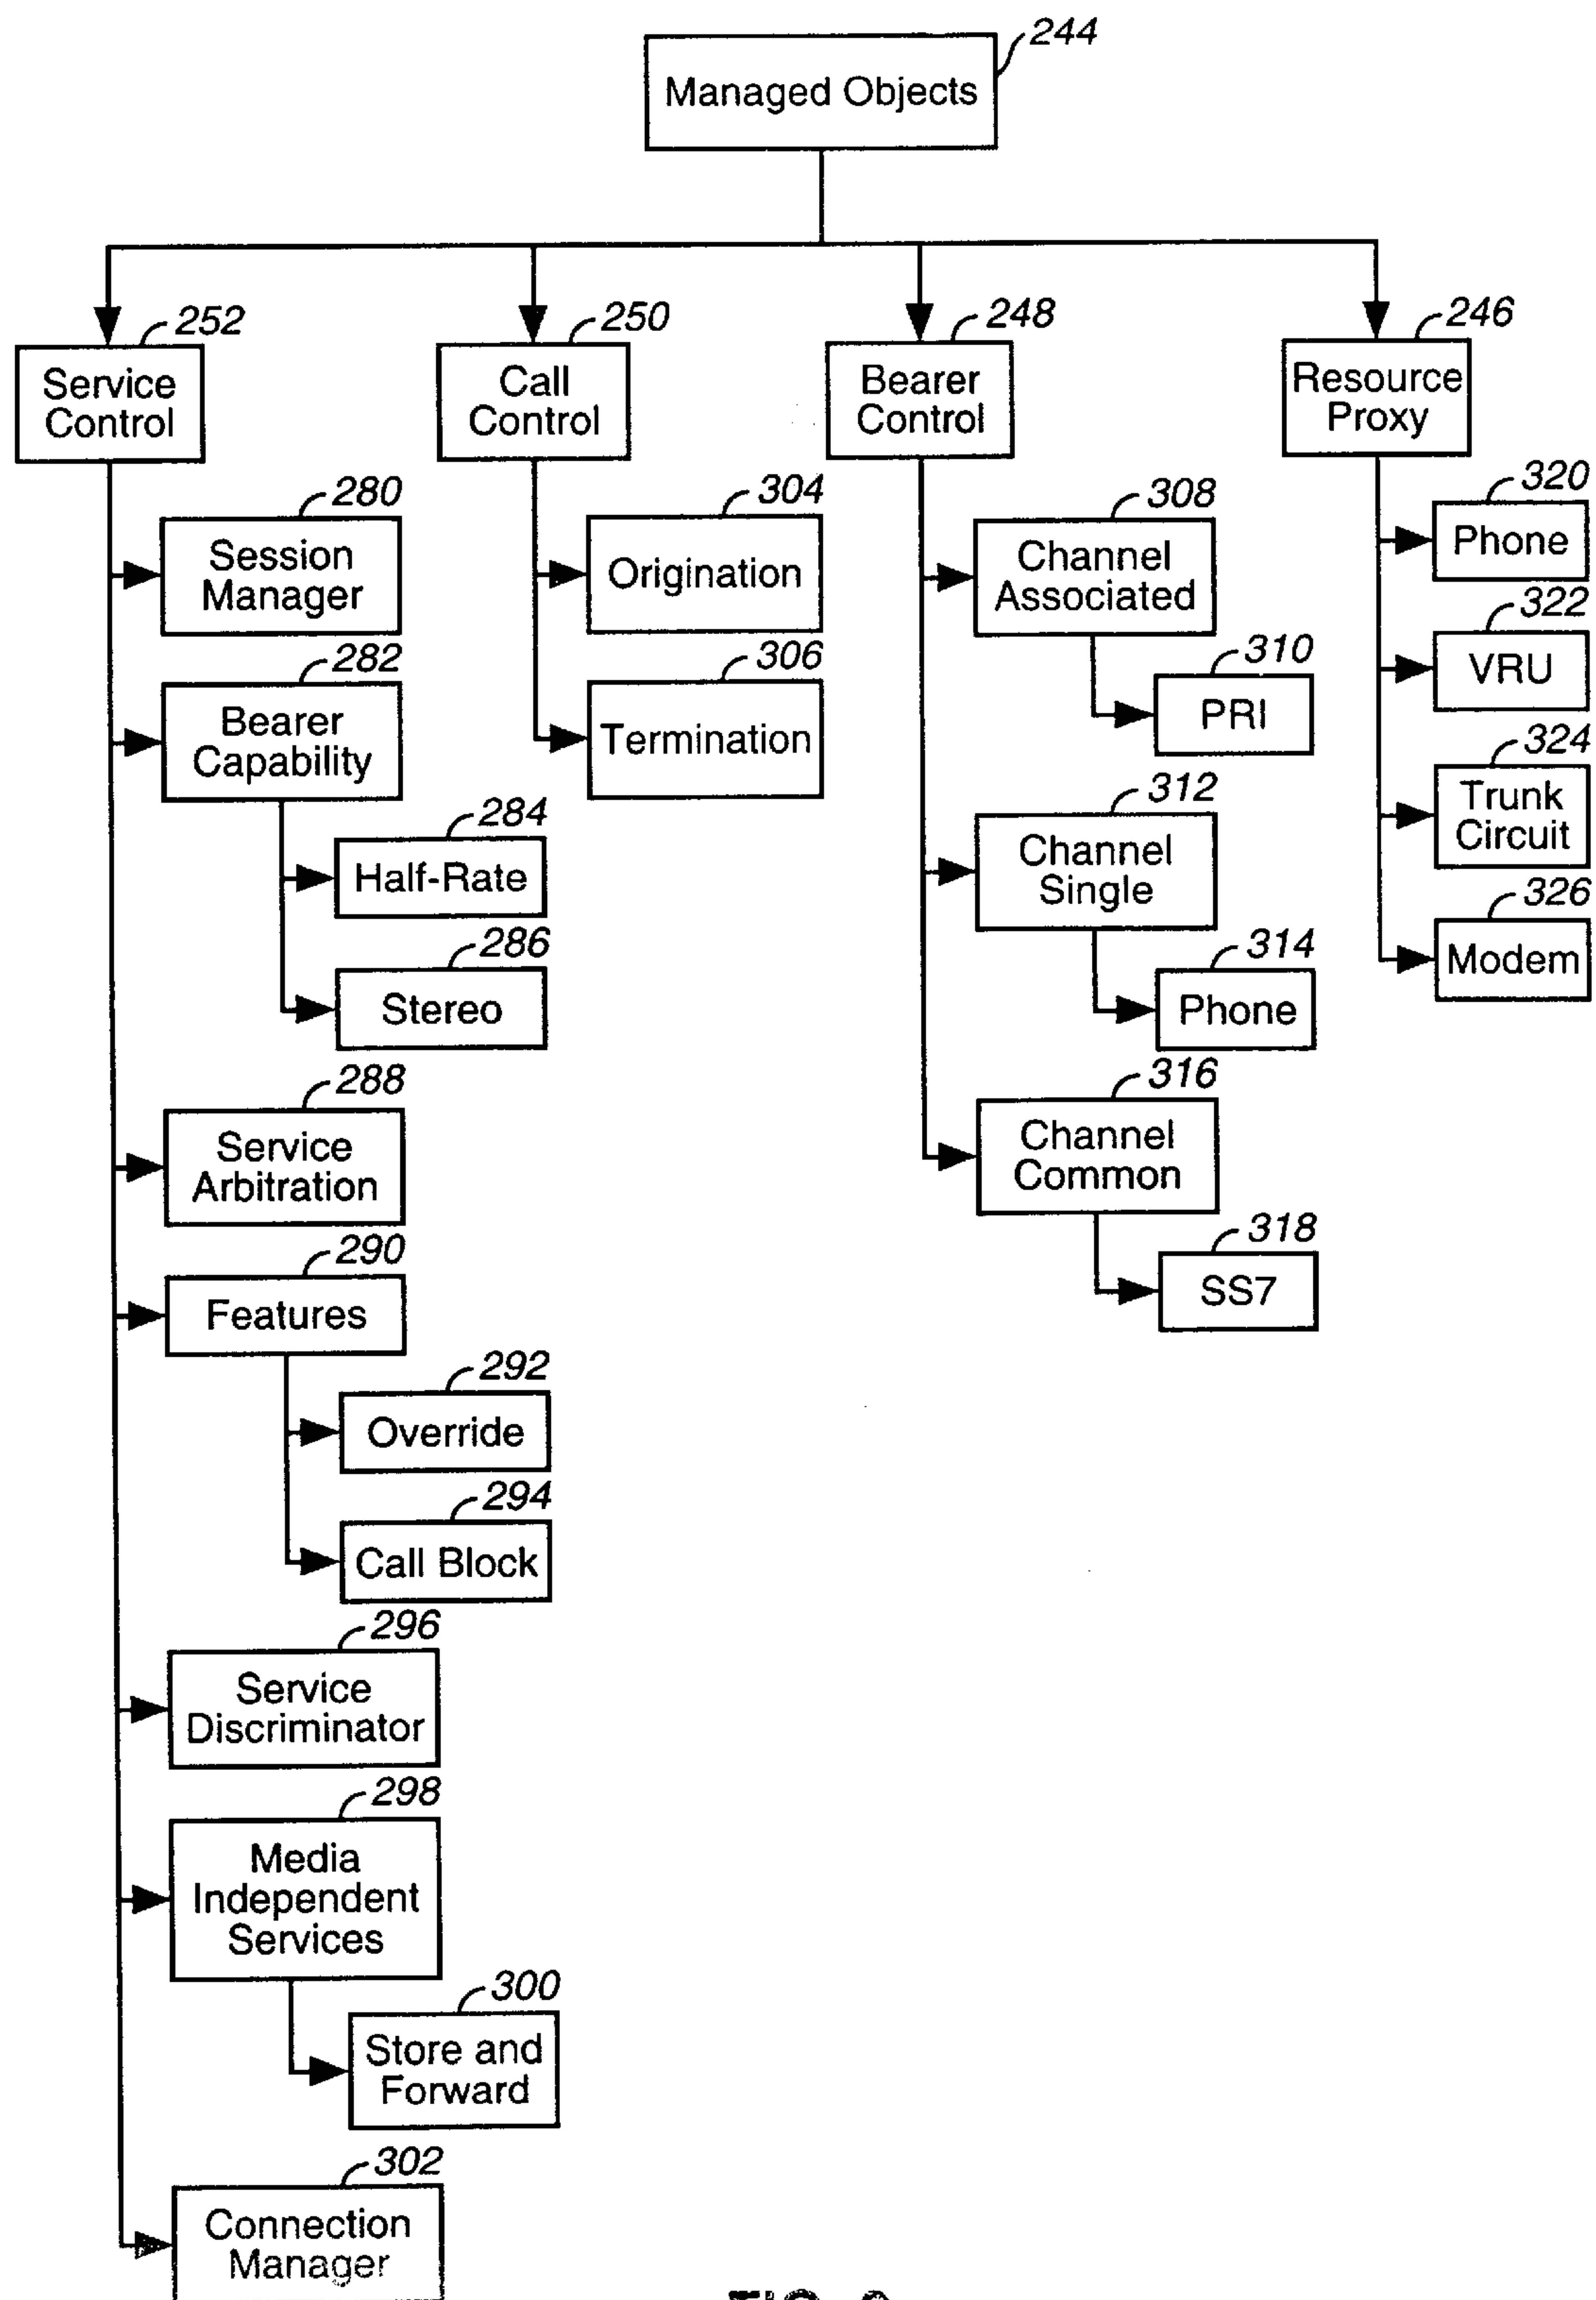 244
Managed Objects
252
Service
Control
250
Call
Control
248
Bearer
Control
246
Resource
Proxy
280
Session
Manager
282
Bearer
Capability
284
Half-Rate
286
Stereo
288
Service
Arbitration
290
Features
292
Override
294
Call Block
296
Service
Discriminator
298
Media
Independent
Services
300
Store and
Forward
302
Connection
Manager
304
Origination
306
Termination
308
Channel
Associated
310
PRI
312
Channel
Single
314
Phone
316
Channel
Common
318
SS7
320
Phone
322
VRU
324
Trunk
Circuit
326
Modem